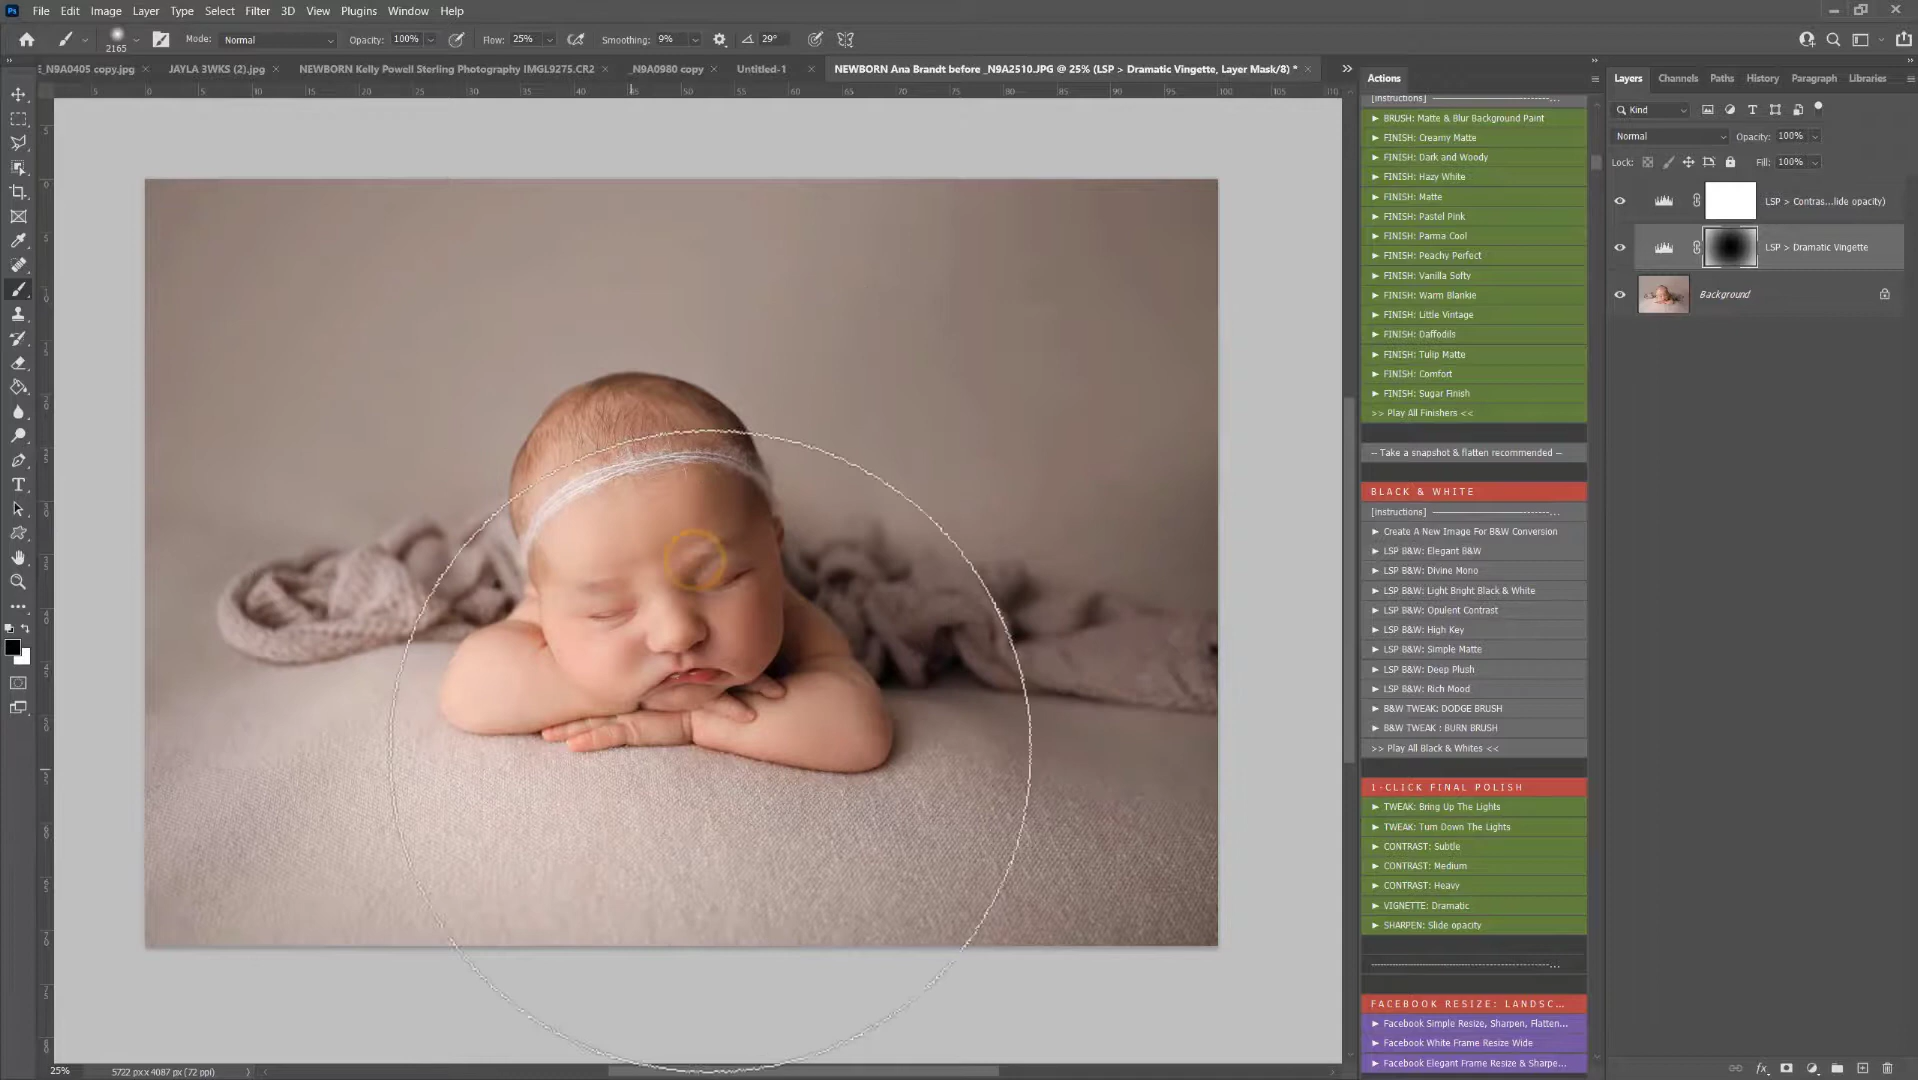 Ps File Edit Image Layer Type Select Filter 3D View Plugins Window Help
2165 Mode: Normal Opacity: 100% Flow: 25% Smoothing: 9% 29°
_N9A0405 copy.jpg JAYLA 3WKS (2).jpg NEWBORN Kelly Powell Sterling Photography IMGL9275.CR2 _N9A0980 copy Untitled-1 NEWBORN Ana Brandt before _N9A2510.JPG @ 25% (LSP > Dramatic Vingette, Layer Mask/8) *
Actions
[Instructions]
BRUSH: Matte & Blur Background Paint
FINISH: Creamy Matte
FINISH: Dark and Woody
FINISH: Hazy White
FINISH: Matte
FINISH: Pastel Pink
FINISH: Parma Cool
FINISH: Peachy Perfect
FINISH: Vanilla Softy
FINISH: Warm Blankie
FINISH: Little Vintage
FINISH: Daffodils
FINISH: Tulip Matte
FINISH: Comfort
FINISH: Sugar Finish
>> Play All Finishers <<
-- Take a snapshot & flatten recommended --
BLACK & WHITE
[Instructions]
Create A New Image For B&W Conversion
LSP B&W: Elegant B&W
LSP B&W: Divine Mono
LSP B&W: Light Bright Black & White
LSP B&W: Opulent Contrast
LSP B&W: High Key
LSP B&W: Simple Matte
LSP B&W: Deep Plush
LSP B&W: Rich Mood
B&W TWEAK: DODGE BRUSH
B&W TWEAK : BURN BRUSH
>> Play All Black & Whites <<
1-CLICK FINAL POLISH
TWEAK: Bring Up The Lights
TWEAK: Turn Down The Lights
CONTRAST: Subtle
CONTRAST: Medium
CONTRAST: Heavy
VIGNETTE: Dramatic
SHARPEN: Slide opacity
FACEBOOK RESIZE: LANDSC...
Facebook Simple Resize, Sharpen, Flatten...
Facebook White Frame Resize Wide
Facebook Elegant Frame Resize & Sharpe...
Layers Channels Paths History Paragraph Libraries
Kind
Normal Opacity: 100%
Lock: Fill: 100%
LSP > Contras...lide opacity)
LSP > Dramatic Vingette
Background
25% 5722 px x 4087 px (72 ppi)